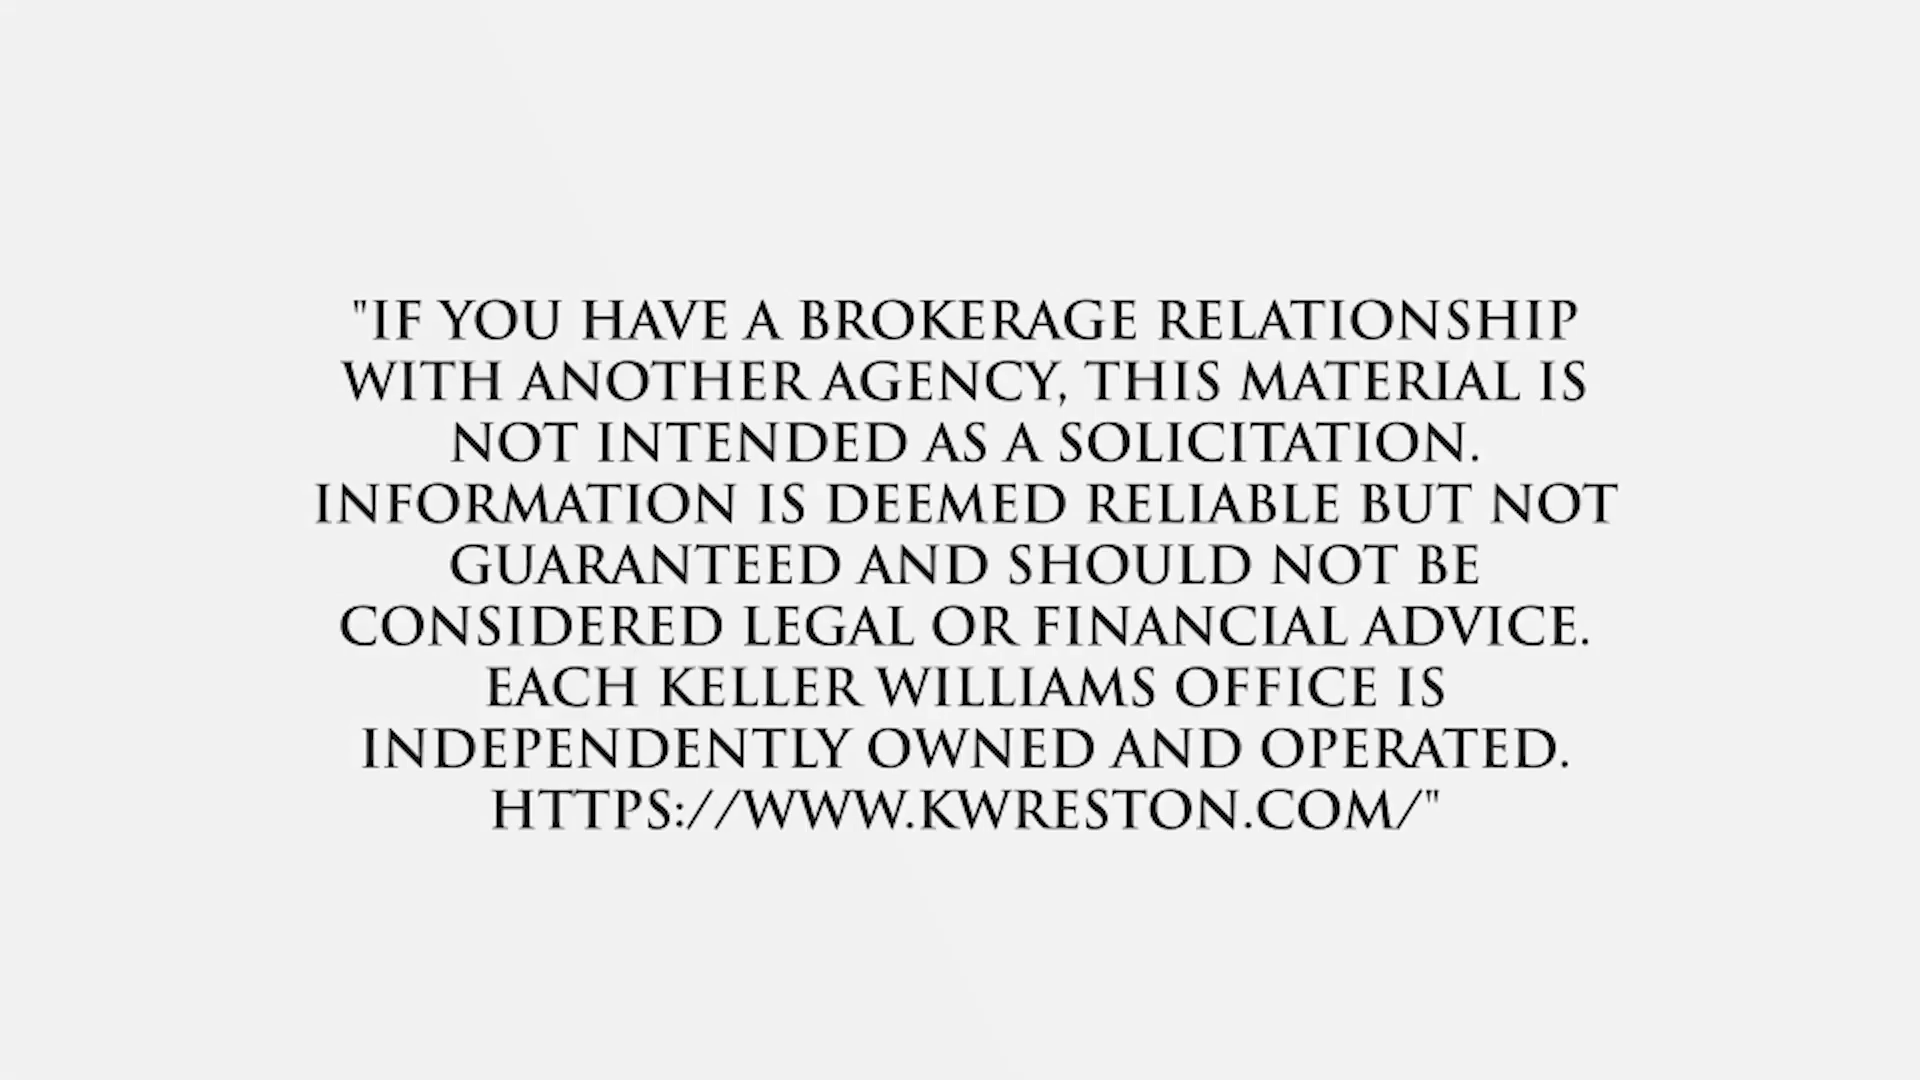 "IF YOU HAVE A BROKERAGE RELATIONSHIP
WITH ANOTHER AGENCY, THIS MATERIAL IS
NOT INTENDED AS A SOLICITATION.
INFORMATION IS DEEMED RELIABLE BUT NOT
GUARANTEED AND SHOULD NOT BE
CONSIDERED LEGAL OR FINANCIAL ADVICE.
EACH KELLER WILLIAMS OFFICE IS
INDEPENDENTLY OWNED AND OPERATED.
HTTPS://WWW.KWRESTON.COM/"